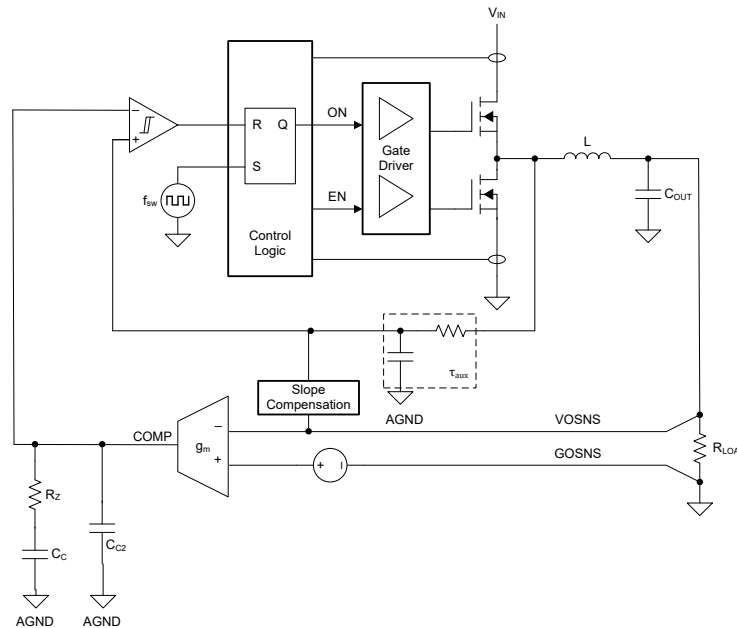 VIN
L
COUT
R Q
S
ON
EN
Gate
Driver
fsw
Control
Logic
− +
τaux
AGND
Slope
Compensation
VOSNS
GOSNS
RLOA
COMP
gm
− +
+ −
RZ
CC
CC2
AGND AGND